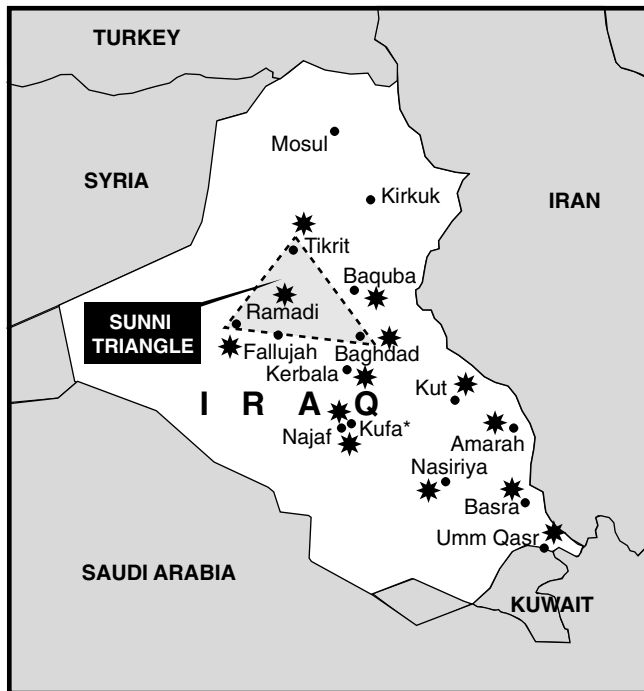 TURKEY
Mosul
SYRIA
Kirkuk
IRAN
Tikrit
Baquba
SUNNI
TRIANGLE
Ramadi
Fallujah
Baghdad
Kerbala
I R A Q
Kut
Najaf
Kufa*
Amarah
Nasiriya
Basra
Umm Qasr
SAUDI ARABIA
KUWAIT